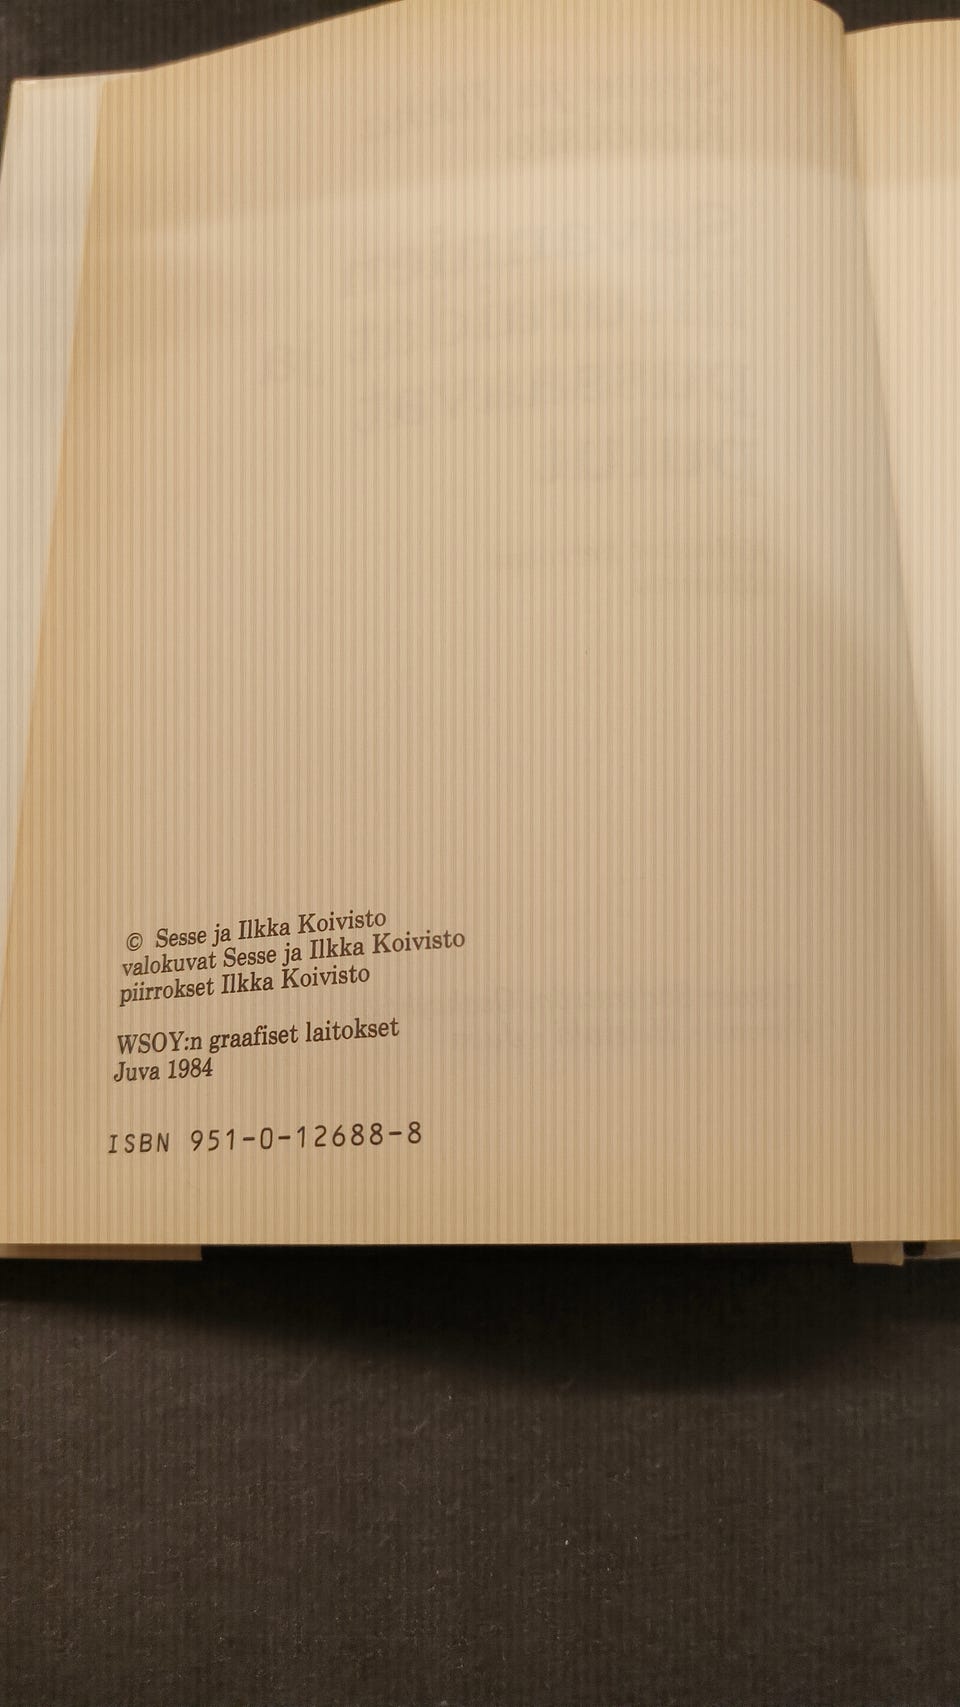 © Sesse ja Ilkka Koivisto
valokuvat Sesse ja Ilkka Koivisto
piirrokset Ilkka Koivisto
WSOY:n graafiset laitokset
Juva 1984
ISBN 951-0-12688-8